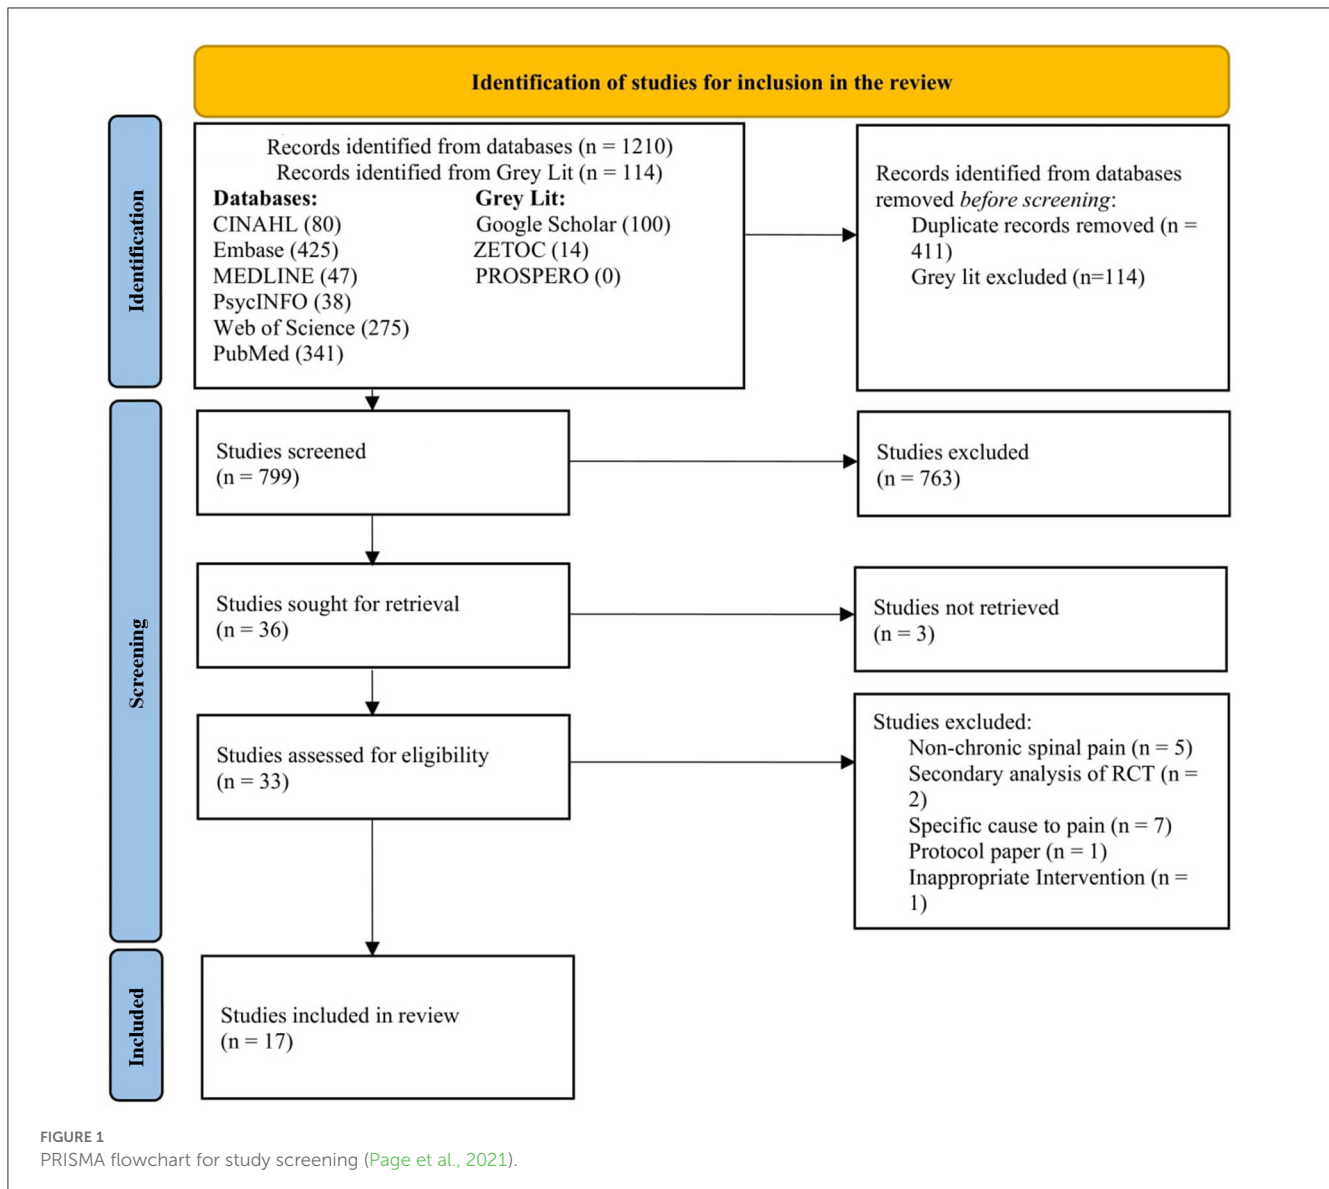 Identification of studies for inclusion in the review
Identification
Records identified from databases (n = 1210)
Records identified from Grey Lit (n = 114)
Databases:
CINAHL (80)
Embase (425)
MEDLINE (47)
PsycINFO (38)
Web of Science (275)
PubMed (341)
Grey Lit:
Google Scholar (100)
ZETOC (14)
PROSPERO (0)
Records identified from databases
removed before screening:
Duplicate records removed (n =
411)
Grey lit excluded (n=114)
Screening
Studies screened
(n = 799)
Studies excluded
(n = 763)
Studies sought for retrieval
(n = 36)
Studies not retrieved
(n = 3)
Studies assessed for eligibility
(n = 33)
Studies excluded:
Non-chronic spinal pain (n = 5)
Secondary analysis of RCT (n =
2)
Specific cause to pain (n = 7)
Protocol paper (n = 1)
Inappropriate Intervention (n =
1)
Included
Studies included in review
(n = 17)
FIGURE 1
PRISMA flowchart for study screening (Page et al., 2021).